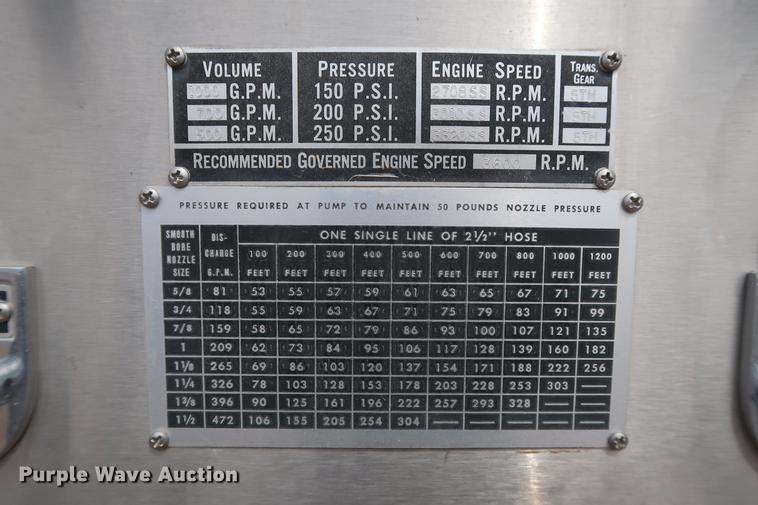 VOLUME PRESSURE ENGINE SPEED TRANS. GEAR
1000 G.P.M. 150 P.S.I. 2708SS R.P.M. 5TH
700 G.P.M. 200 P.S.I. R.P.M. 5TH
500 G.P.M. 250 P.S.I. R.P.M. 5TH
RECOMMENDED GOVERNED ENGINE SPEED 3600 R.P.M.
PRESSURE REQUIRED AT PUMP TO MAINTAIN 50 POUNDS NOZZLE PRESSURE
SMOOTH BORE NOZZLE SIZE DIS- CHARGE G.P.M. ONE SINGLE LINE OF 2½" HOSE
100 FEET 200 FEET 300 FEET 400 FEET 500 FEET 600 FEET 700 FEET 800 FEET 1000 FEET 1200 FEET
5/8 81 53 55 57 59 61 63 65 67 71 75
3/4 118 55 59 63 67 71 75 79 83 91 99
7/8 159 58 65 72 79 86 93 100 107 121 135
1 209 62 73 84 95 106 117 128 139 160 182
1⅛ 265 69 86 103 120 137 154 171 188 222 256
1¼ 326 78 103 128 153 178 203 228 253 303 —
1⅜ 396 90 125 161 196 222 257 293 328 — —
1½ 472 106 155 205 254 304 — — — — —
Purple Wave Auction